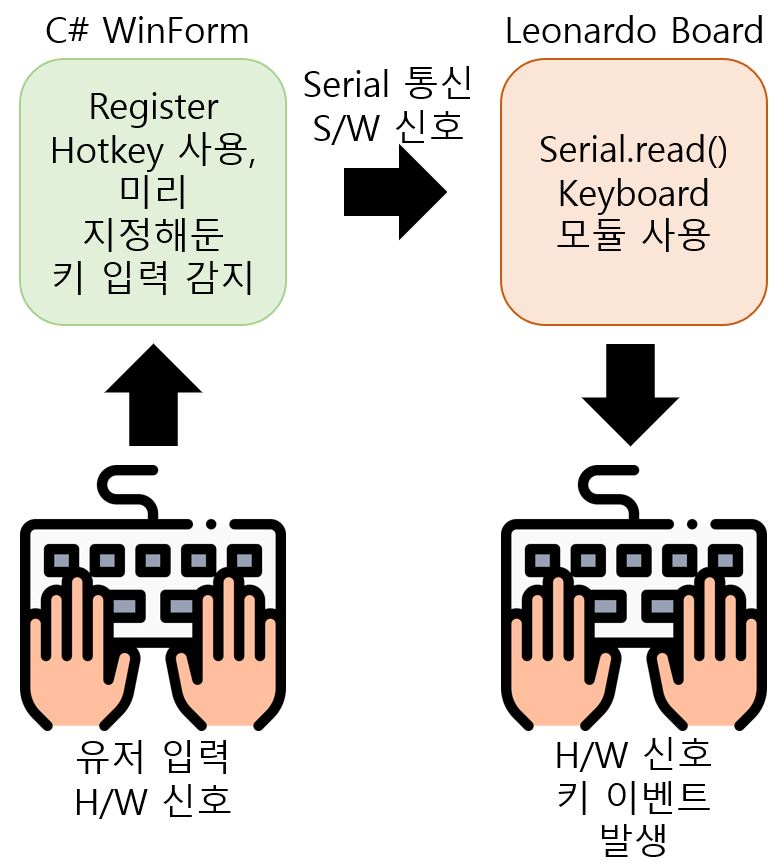 C# WinForm
Register
Hotkey 사용,
미리
지정해둔
키 입력 감지
Serial 통신
S/W 신호
Leonardo Board
Serial.read()
Keyboard
모듈 사용
유저 입력
H/W 신호
H/W 신호
키 이벤트
발생